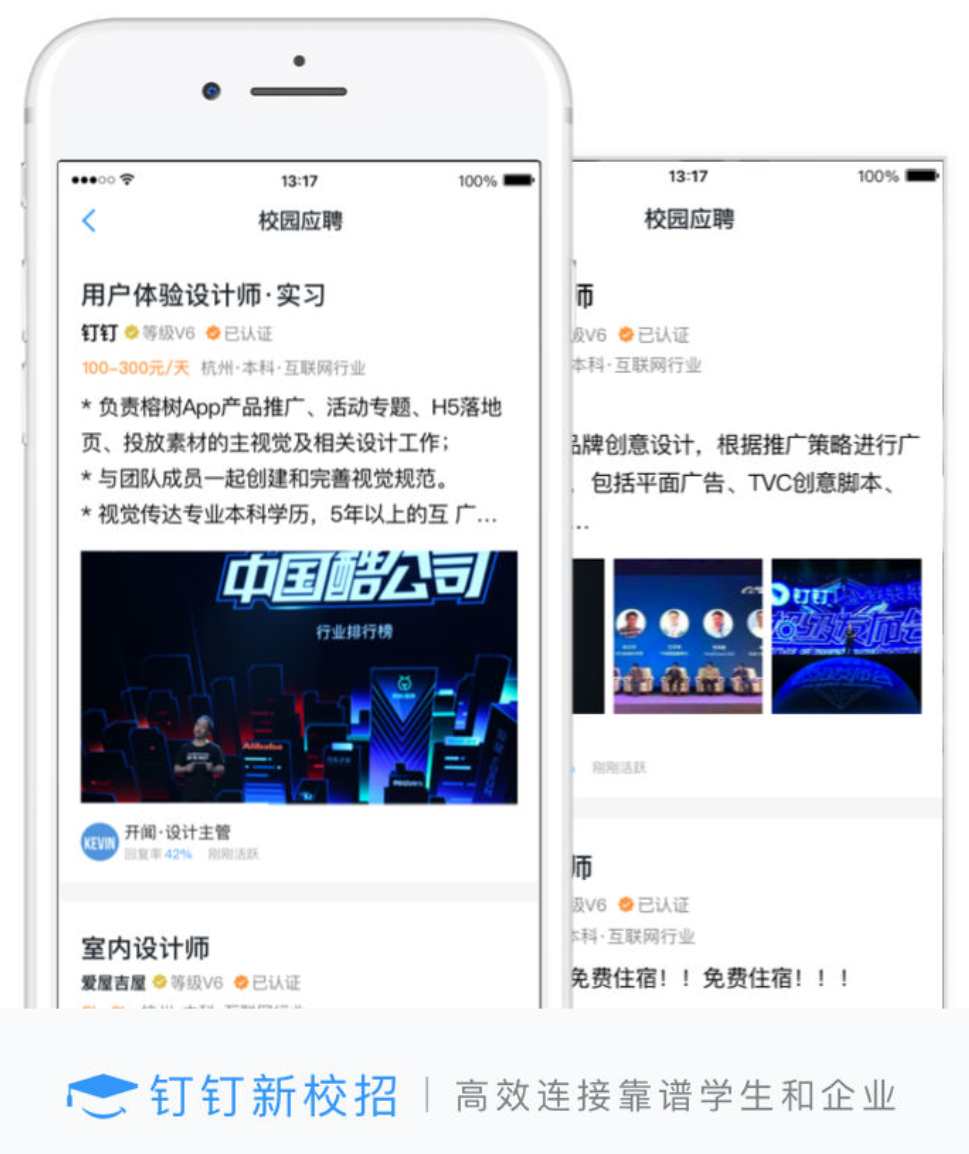 13:17
100%
校园应聘
用户体验设计师·实习
钉钉 等级V6 已认证
100-300元/天 杭州·本科·互联网行业
* 负责榕树App产品推广、活动专题、H5落地
页、投放素材的主视觉及相关设计工作；
* 与团队成员一起创建和完善视觉规范。
* 视觉传达专业本科学历，5年以上的互 广...
中国酷公司
行业排行榜
Alibaba
KEVIN
开闻·设计主管
回复率 42% 刚刚活跃
室内设计师
爱屋吉屋 等级V6 已认证
13:17
100%
校园应聘
师
级V6 已认证
本科·互联网行业
品牌创意设计，根据推广策略进行广
包括平面广告、TVC创意脚本、
...
钉钉
刚刚活跃
师
级V6 已认证
本科·互联网行业
免费住宿！！免费住宿！！！
钉钉新校招 | 高效连接靠谱学生和企业